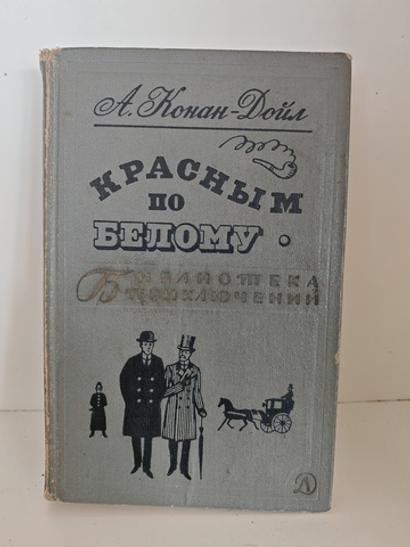 А. Конан-Дойл
КРАСНЫМ
ПО
БЕЛОМУ
БИБЛИОТЕКА
ПРИКЛЮЧЕНИЙ
Д